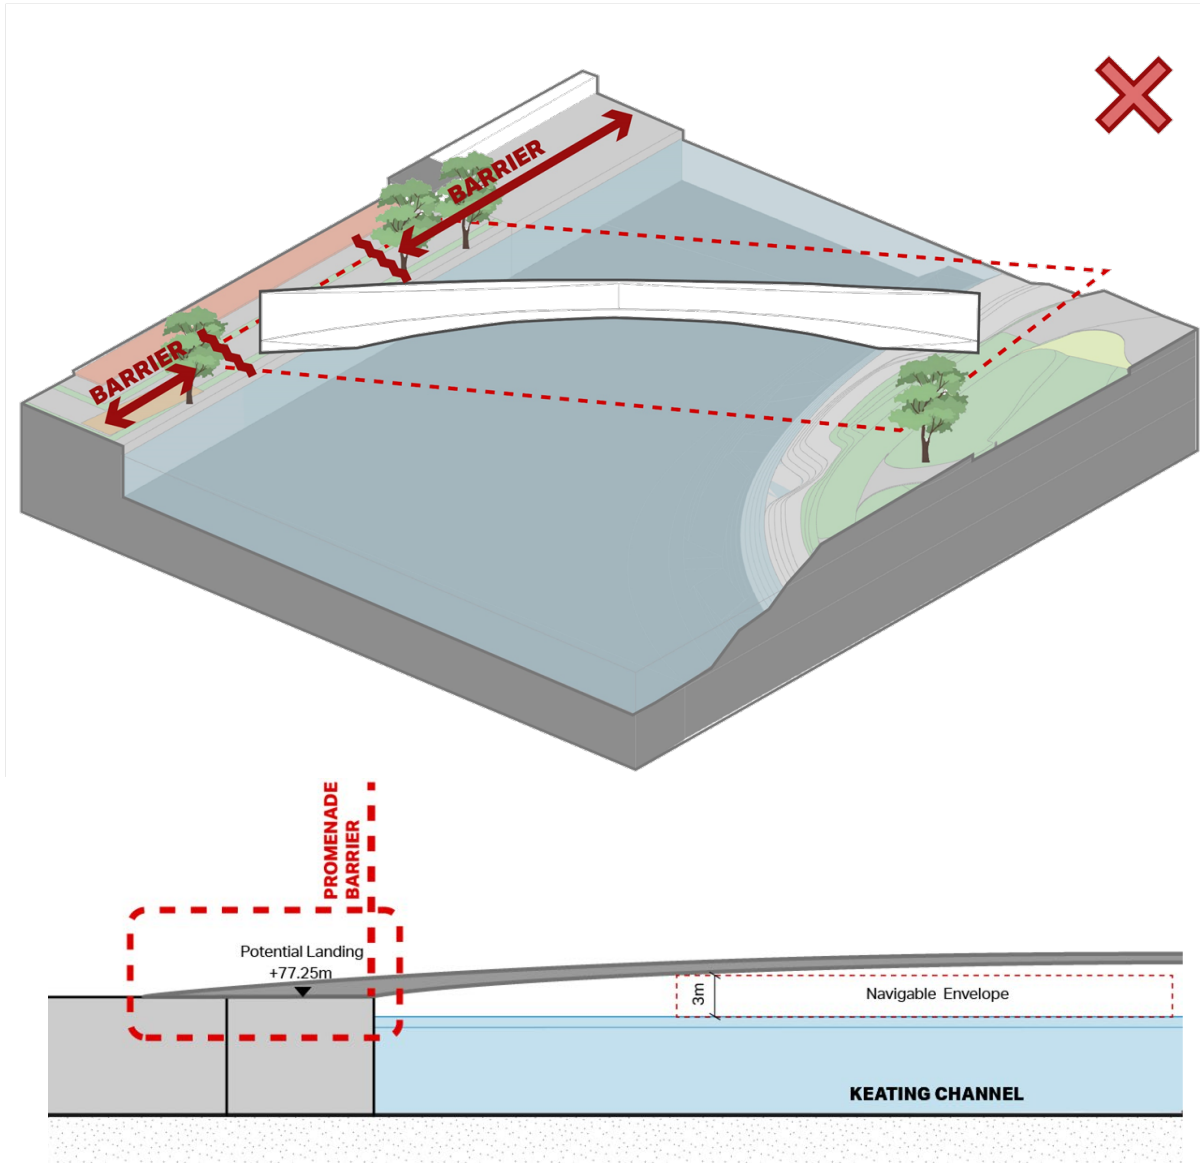 BARRIER
BARRIER
PROMENADE
BARRIER
Potential Landing
+77.25m
3m
Navigable Envelope
KEATING CHANNEL